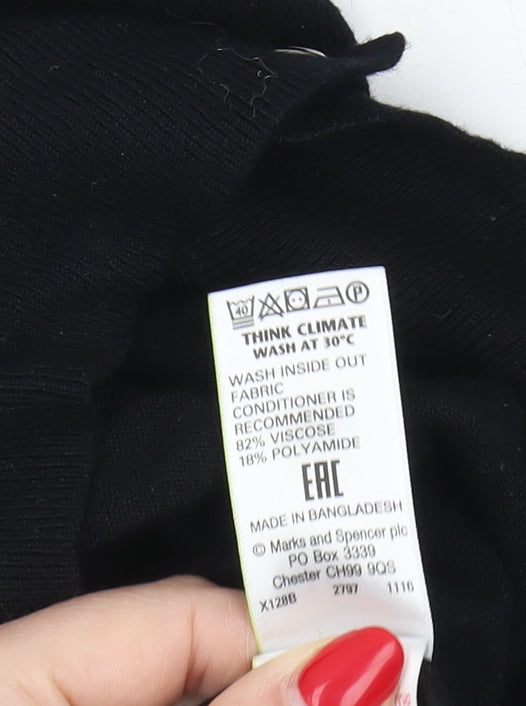 40 P
THINK CLIMATE
WASH AT 30°C
WASH INSIDE OUT
FABRIC
CONDITIONER IS
RECOMMENDED
82% VISCOSE
18% POLYAMIDE
EAC
MADE IN BANGLADESH
© Marks and Spencer plc
PO Box 3339
Chester CH99 9QS
X128B 2797 1116